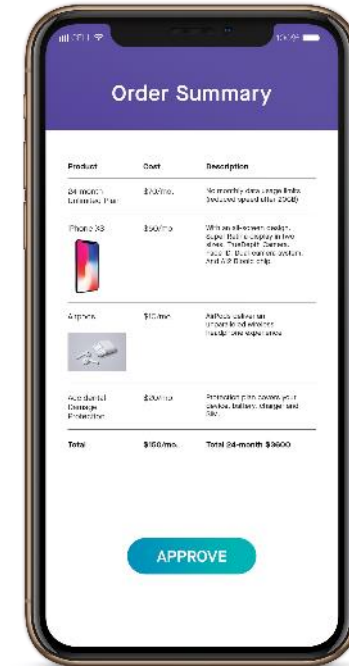 Order Summary
Product Cost Description
24 month $70/mo. No monthly data usage limits
Unlimited Plan (reduced speed after 20GB)
iPhone XS $50/mo. With an all-screen design.
Super Retina display in two
sizes. TrueDepth Camera,
Face ID, Dual camera system.
And A12 Bionic chip
Airpods $10/mo AirPods deliver an
unparalleled wireless
headphone experience
Accidental $20/mo Protection plan covers your
Damage device, battery, charger and
Protection
Total $150/mo. Total 24-month $3600
APPROVE